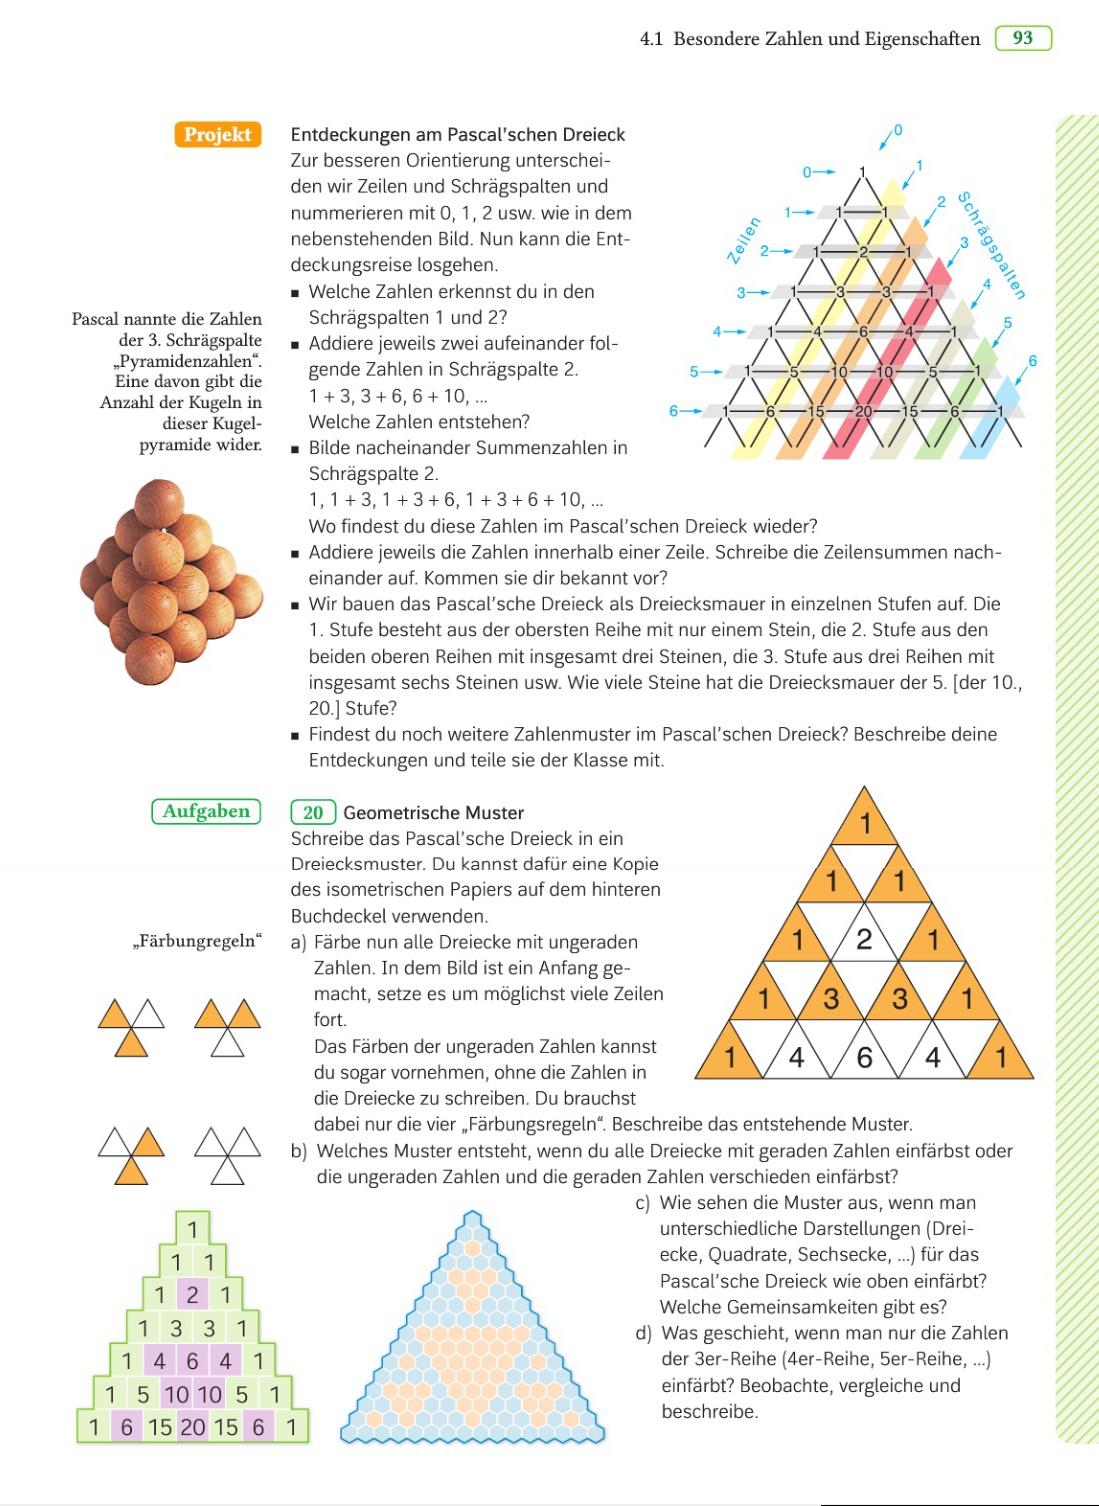 4.1 Besondere Zahlen und Eigenschaften 93
Projekt
Entdeckungen am Pascal'schen Dreieck
Zur besseren Orientierung unterschei-
den wir Zeilen und Schrägspalten und
nummerieren mit 0, 1, 2 usw. wie in dem
nebenstehenden Bild. Nun kann die Ent-
deckungsreise losgehen.
▪ Welche Zahlen erkennst du in den
Schrägspalten 1 und 2?
▪ Addiere jeweils zwei aufeinander fol-
gende Zahlen in Schrägspalte 2.
1 + 3, 3 + 6, 6 + 10, ...
Welche Zahlen entstehen?
▪ Bilde nacheinander Summenzahlen in
Schrägspalte 2.
1, 1 + 3, 1 + 3 + 6, 1 + 3 + 6 + 10, ...
Wo findest du diese Zahlen im Pascal'schen Dreieck wieder?
▪ Addiere jeweils die Zahlen innerhalb einer Zeile. Schreibe die Zeilensummen nach-
einander auf. Kommen sie dir bekannt vor?
▪ Wir bauen das Pascal'sche Dreieck als Dreiecksmauer in einzelnen Stufen auf. Die
1. Stufe besteht aus der obersten Reihe mit nur einem Stein, die 2. Stufe aus den
beiden oberen Reihen mit insgesamt drei Steinen, die 3. Stufe aus drei Reihen mit
insgesamt sechs Steinen usw. Wie viele Steine hat die Dreiecksmauer der 5. [der 10.,
20.] Stufe?
▪ Findest du noch weitere Zahlenmuster im Pascal'schen Dreieck? Beschreibe deine
Entdeckungen und teile sie der Klasse mit.
Pascal nannte die Zahlen
der 3. Schrägspalte
„Pyramidenzahlen“.
Eine davon gibt die
Anzahl der Kugeln in
dieser Kugel-
pyramide wider.
Zeilen
Schrägspalten
0
0 1 1
1 1 1 2
2 1 2 1 3
3 1 3 3 1 4
4 1 4 6 4 1 5
5 1 5 10 10 5 1 6
6 1 6 15 20 15 6 1
Aufgaben
20 Geometrische Muster
Schreibe das Pascal'sche Dreieck in ein
Dreiecksmuster. Du kannst dafür eine Kopie
des isometrischen Papiers auf dem hinteren
Buchdeckel verwenden.
a) Färbe nun alle Dreiecke mit ungeraden
Zahlen. In dem Bild ist ein Anfang ge-
macht, setze es um möglichst viele Zeilen
fort.
Das Färben der ungeraden Zahlen kannst
du sogar vornehmen, ohne die Zahlen in
die Dreiecke zu schreiben. Du brauchst
dabei nur die vier „Färbungsregeln“. Beschreibe das entstehende Muster.
b) Welches Muster entsteht, wenn du alle Dreiecke mit geraden Zahlen einfärbst oder
die ungeraden Zahlen und die geraden Zahlen verschieden einfärbst?
c) Wie sehen die Muster aus, wenn man
unterschiedliche Darstellungen (Drei-
ecke, Quadrate, Sechsecke, ...) für das
Pascal'sche Dreieck wie oben einfärbt?
Welche Gemeinsamkeiten gibt es?
d) Was geschieht, wenn man nur die Zahlen
der 3er-Reihe (4er-Reihe, 5er-Reihe, ...)
einfärbt? Beobachte, vergleiche und
beschreibe.
„Färbungregeln“
1
1 1
1 2 1
1 3 3 1
1 4 6 4 1
1
1 1
1 2 1
1 3 3 1
1 4 6 4 1
1 5 10 10 5 1
1 6 15 20 15 6 1